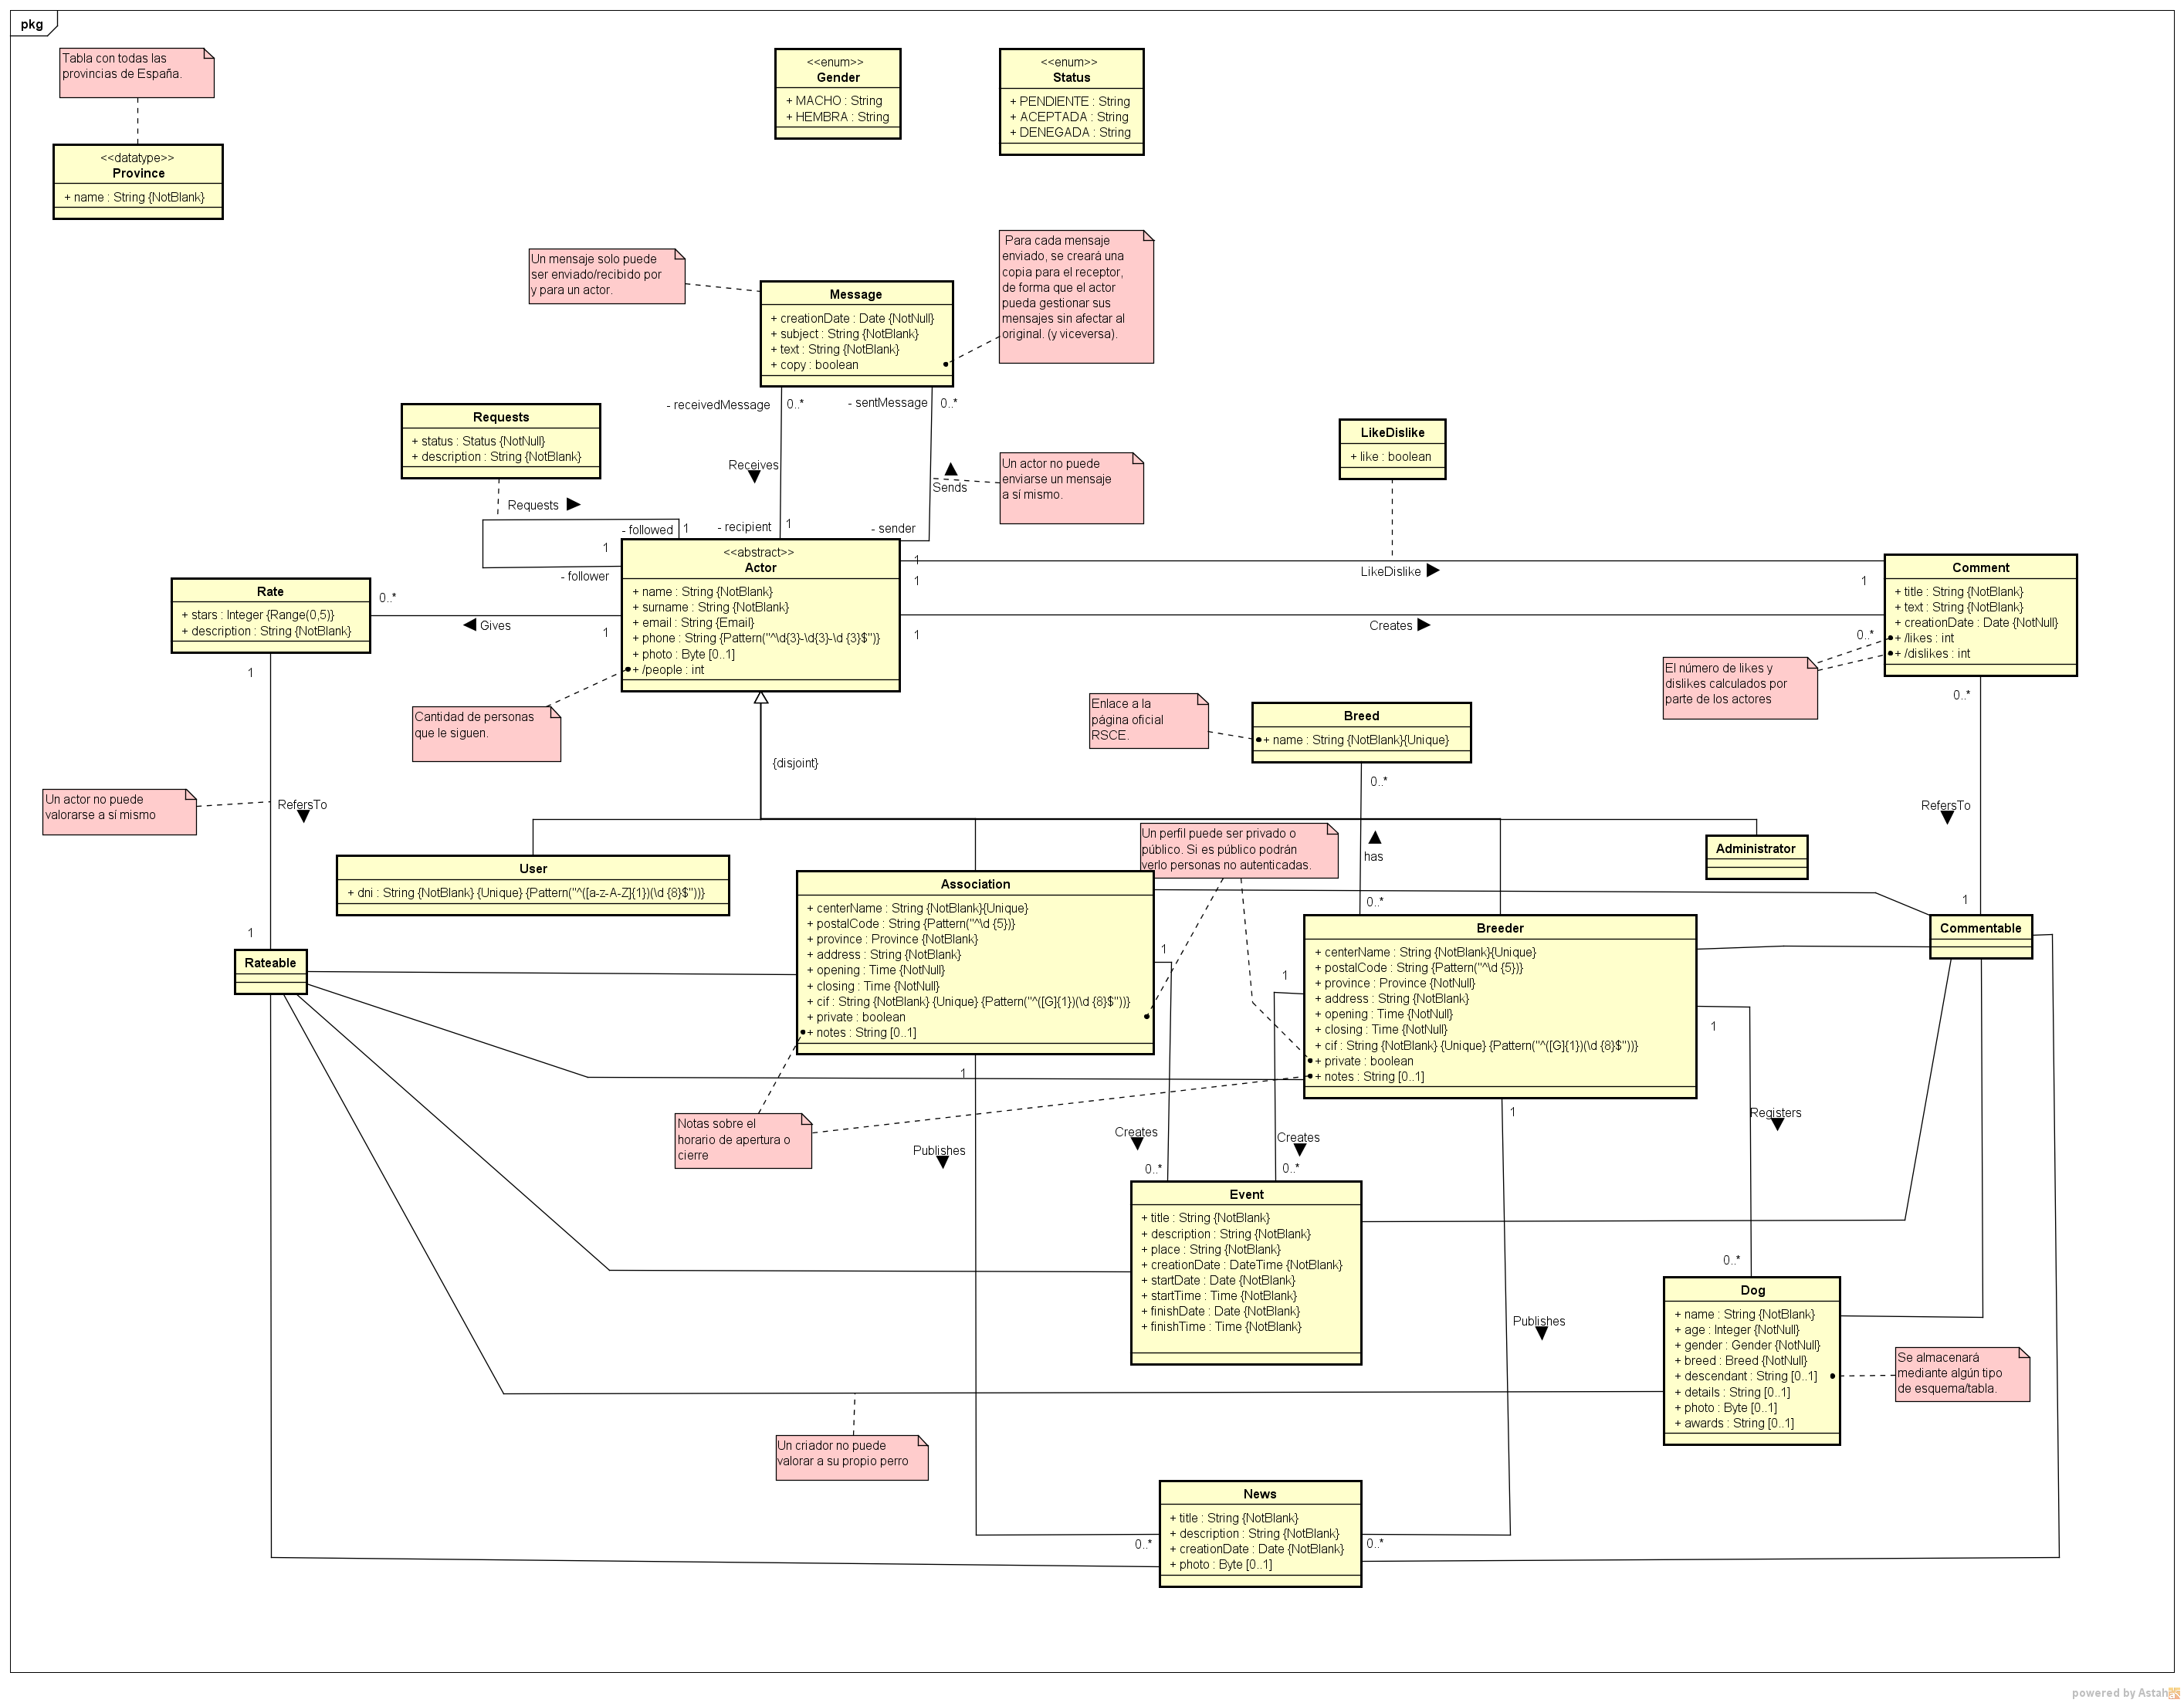 pkg
Tabla con todas las
provincias de España.
<<datatype>>
Province
+ name : String {NotBlank}
<<enum>>
Gender
+ MACHO : String
+ HEMBRA : String
<<enum>>
Status
+ PENDIENTE : String
+ ACEPTADA : String
+ DENEGADA : String
Un mensaje solo puede
ser enviado/recibido por
y para un actor.
Message
+ creationDate : Date {NotNull}
+ subject : String {NotBlank}
+ text : String {NotBlank}
+ copy : boolean
Para cada mensaje
enviado, se creará una
copia para el receptor,
de forma que el actor
pueda gestionar sus
mensajes sin afectar al
original. (y viceversa).
- receivedMessage
0..*
- sentMessage
0..*
Requests
+ status : Status {NotNull}
+ description : String {NotBlank}
Receives
Sends
Un actor no puede
enviarse un mensaje
a sí mismo.
LikeDislike
+ like : boolean
Requests
- followed
1
- recipient
1
- sender
1
- follower
1
<<abstract>>
Actor
+ name : String {NotBlank}
+ surname : String {NotBlank}
+ email : String {Email}
+ phone : String {Pattern("^\d{3}-\d{3}-\d {3}$")}
+ photo : Byte [0..1]
+ /people : int
1
LikeDislike
1
Creates
1
0..*
Comment
+ title : String {NotBlank}
+ text : String {NotBlank}
+ creationDate : Date {NotNull}
+ /likes : int
+ /dislikes : int
El número de likes y
dislikes calculados por
parte de los actores
Rate
+ stars : Integer {Range(0,5)}
+ description : String {NotBlank}
0..*
Gives
1
1
Cantidad de personas
que le siguen.
{disjoint}
Enlace a la
página oficial
RSCE.
Breed
+ name : String {NotBlank}{Unique}
0..*
has
0..*
0..*
RefersTo
1
Un actor no puede
valorarse a sí mismo
RefersTo
1
Un perfil puede ser privado o
público. Si es público podrán
verlo personas no autenticadas.
User
+ dni : String {NotBlank} {Unique} {Pattern("^([a-z-A-Z]{1})(\d {8}$"))}
Administrator
Rateable
Commentable
Association
+ centerName : String {NotBlank}{Unique}
+ postalCode : String {Pattern("^\d {5})}
+ province : Province {NotBlank}
+ address : String {NotBlank}
+ opening : Time {NotNull}
+ closing : Time {NotNull}
+ cif : String {NotBlank} {Unique} {Pattern("^([G]{1})(\d {8}$"))}
+ private : boolean
+ notes : String [0..1]
Breeder
+ centerName : String {NotBlank}{Unique}
+ postalCode : String {Pattern("^\d {5})}
+ province : Province {NotNull}
+ address : String {NotBlank}
+ opening : Time {NotNull}
+ closing : Time {NotNull}
+ cif : String {NotBlank} {Unique} {Pattern("^([G]{1})(\d {8}$"))}
+ private : boolean
+ notes : String [0..1]
1
1
1
1
1
Notas sobre el
horario de apertura o
cierre
Publishes
Creates
0..*
Creates
0..*
Registers
0..*
Event
+ title : String {NotBlank}
+ description : String {NotBlank}
+ place : String {NotBlank}
+ creationDate : DateTime {NotBlank}
+ startDate : Date {NotBlank}
+ startTime : Time {NotBlank}
+ finishDate : Date {NotBlank}
+ finishTime : Time {NotBlank}
Publishes
Dog
+ name : String {NotBlank}
+ age : Integer {NotNull}
+ gender : Gender {NotNull}
+ breed : Breed {NotNull}
+ descendant : String [0..1]
+ details : String [0..1]
+ photo : Byte [0..1]
+ awards : String [0..1]
Se almacenará
mediante algún tipo
de esquema/tabla.
Un criador no puede
valorar a su propio perro
News
+ title : String {NotBlank}
+ description : String {NotBlank}
+ creationDate : Date {NotBlank}
+ photo : Byte [0..1]
0..*
0..*
powered by Astah